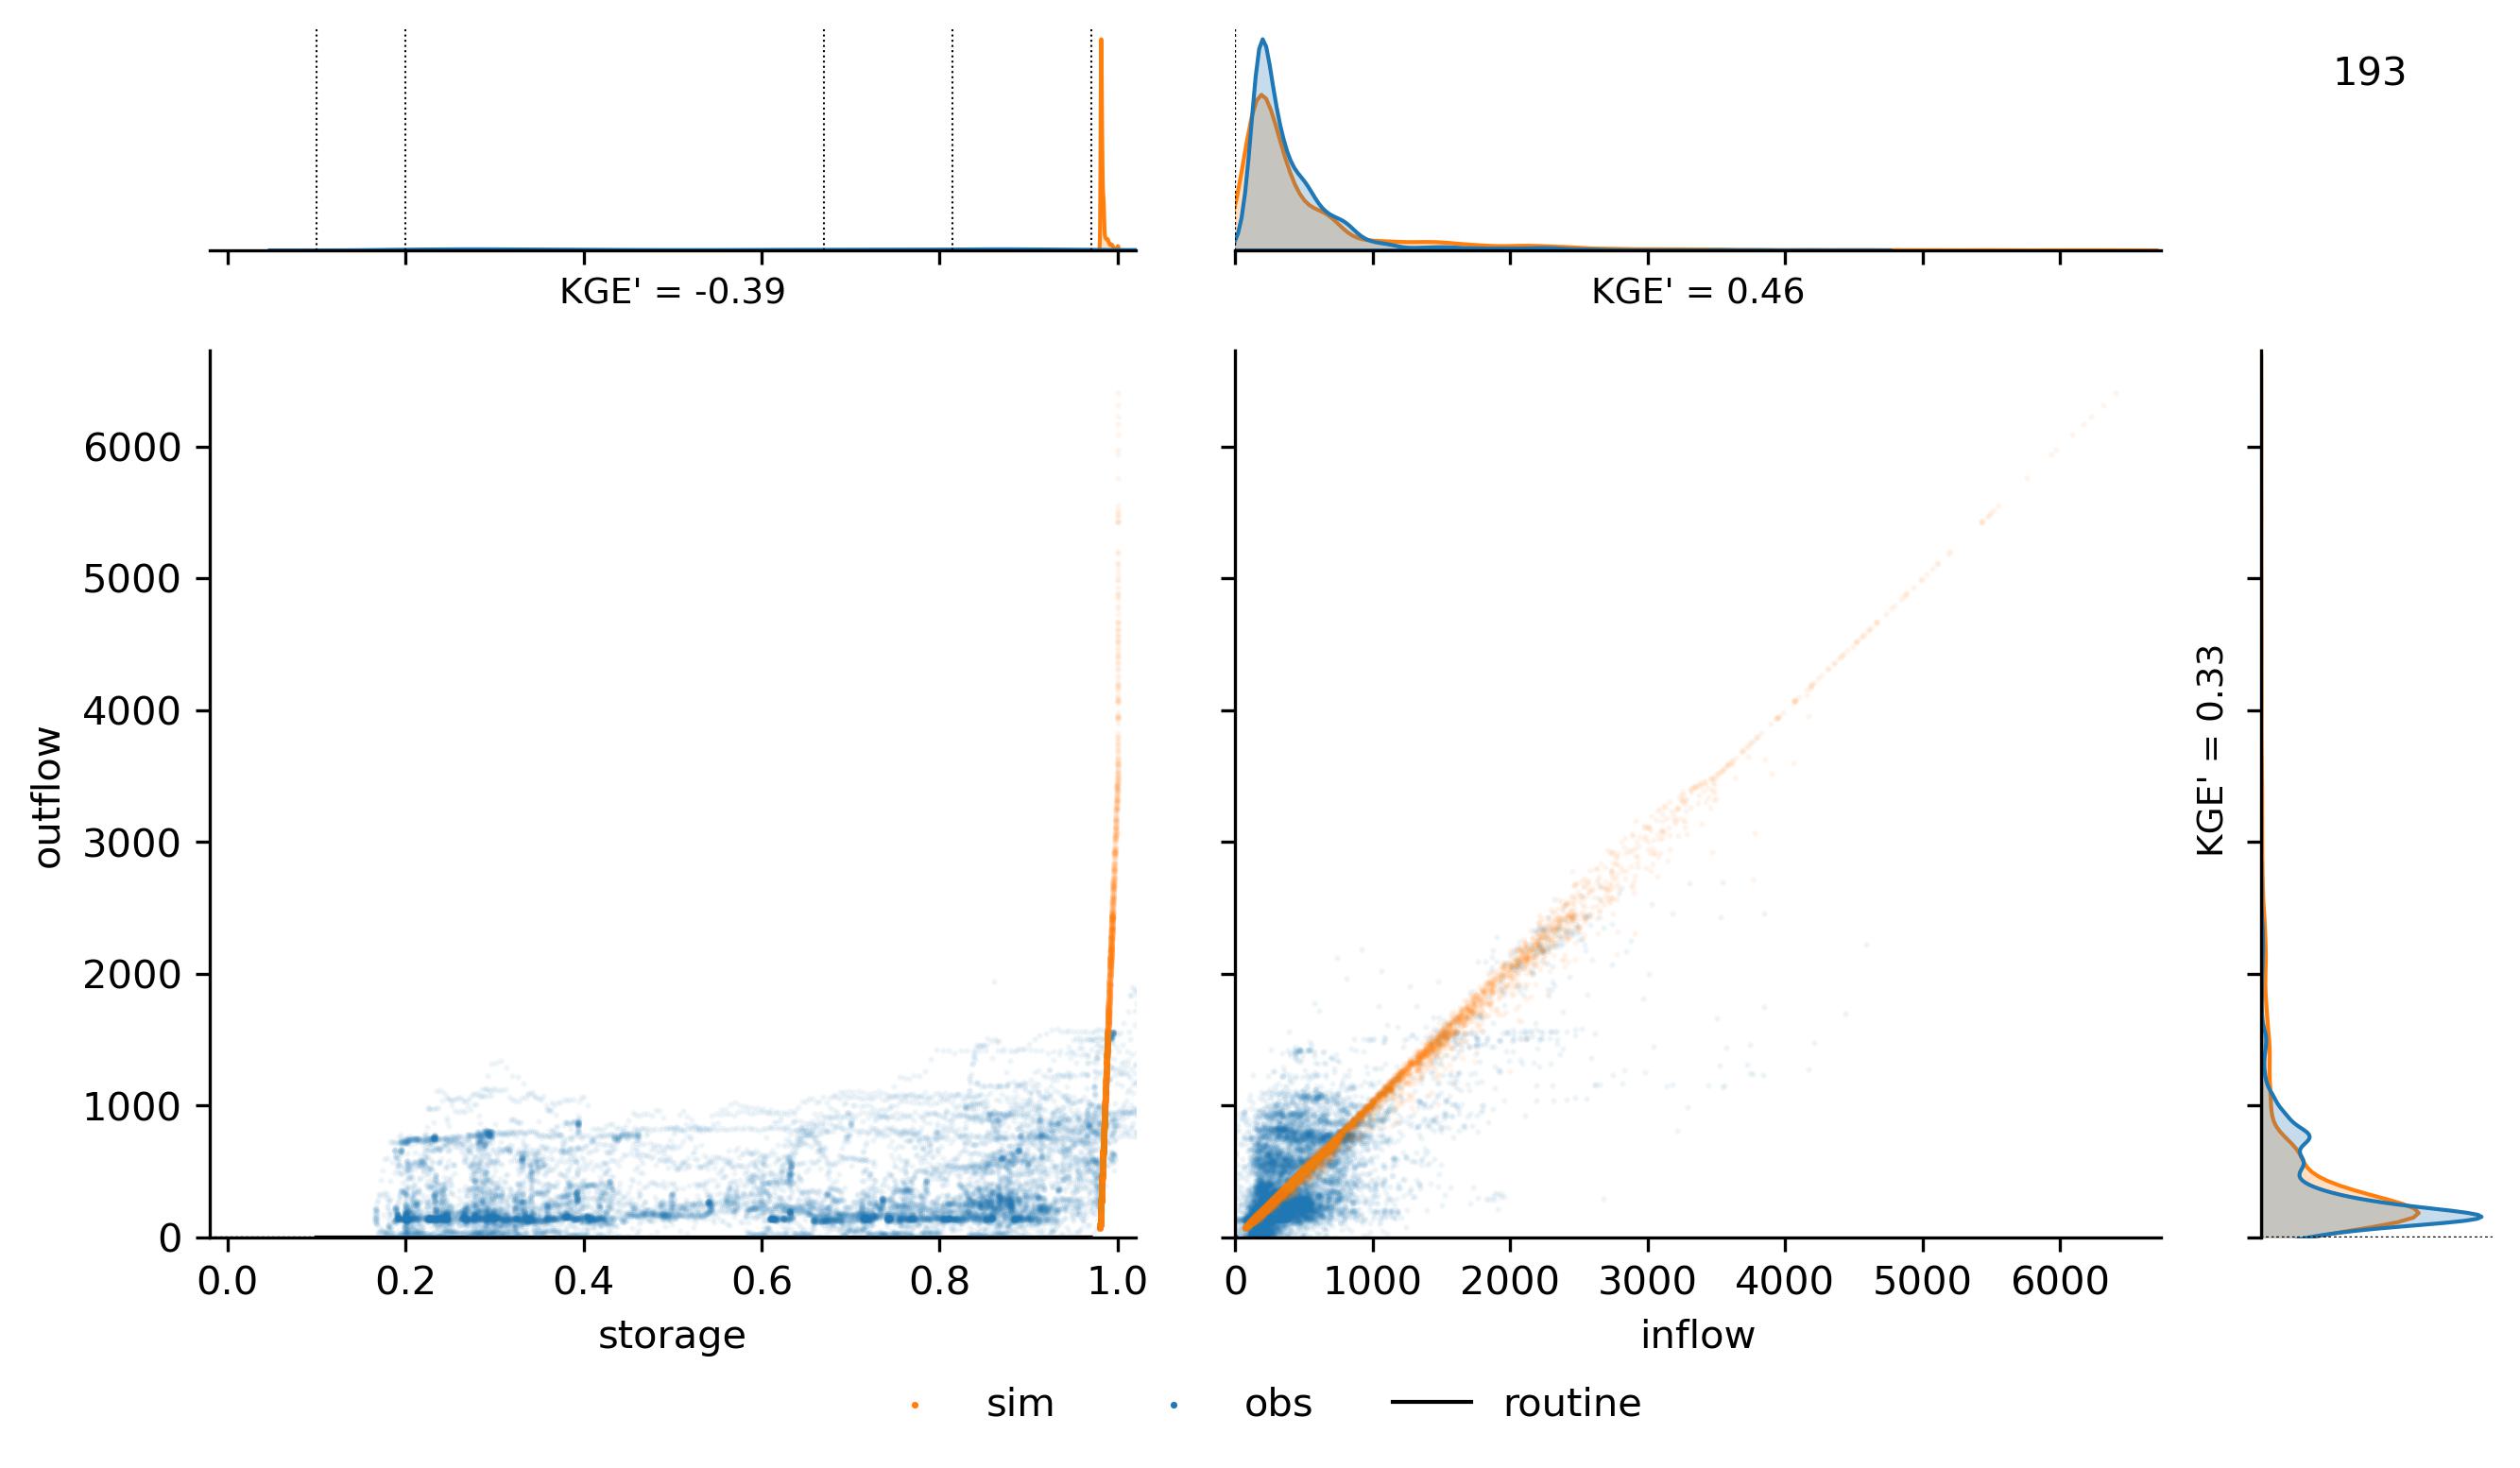 193
KGE' = -0.39
KGE' = 0.46
outflow
6000
5000
4000
3000
2000
1000
0
KGE' = 0.33
0.0 0.2 0.4 0.6 0.8 1.0
0 1000 2000 3000 4000 5000 6000
storage
inflow
sim obs routine